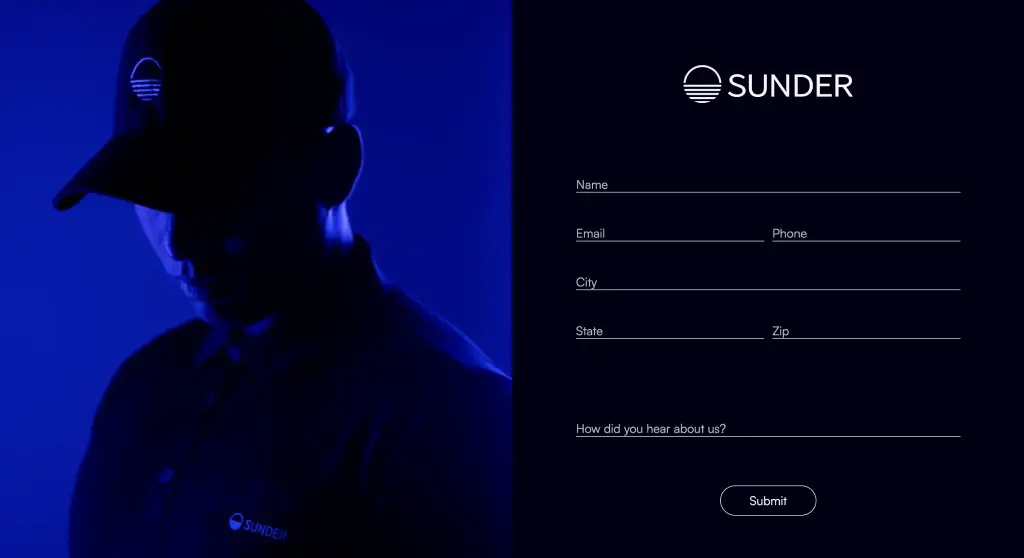 SUNDER
Name
Email Phone
City
State Zip
How did you hear about us?
Submit
SUNDER